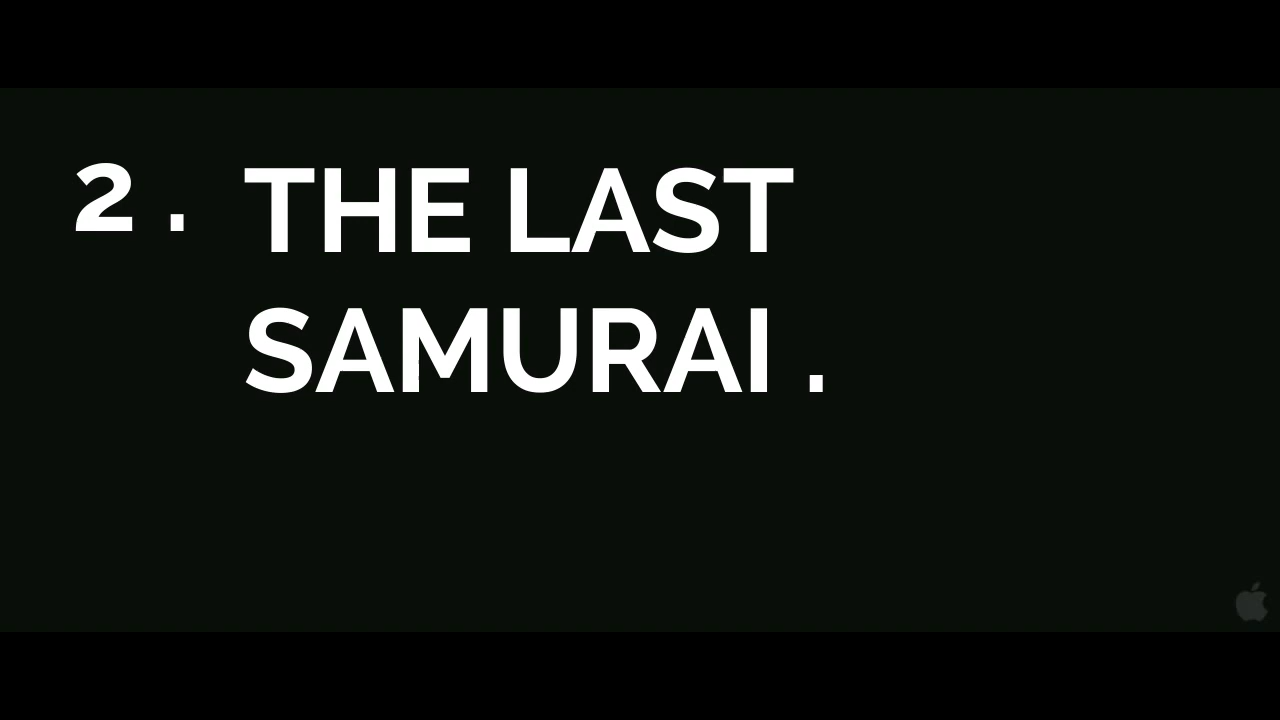 2 . THE LAST
SAMURAI .